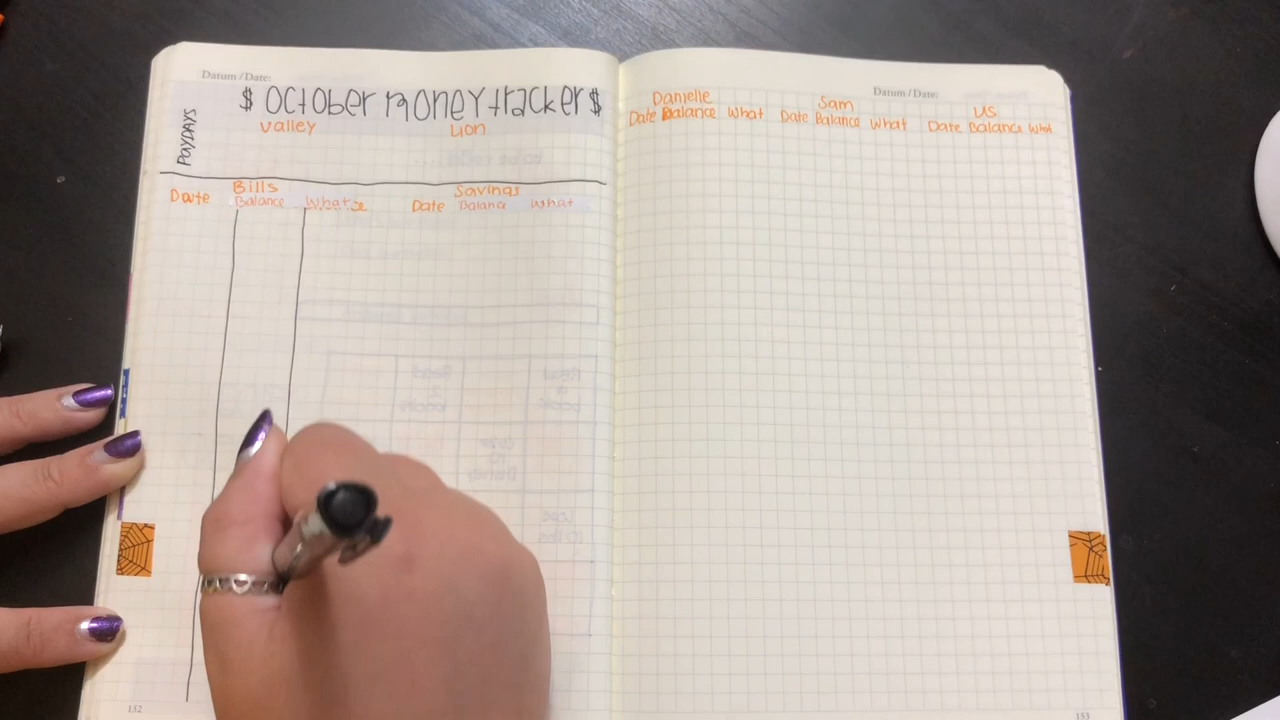 Datum / Date:
$ October money tracker $
PAYDAYS
Valley Lion
Bills Savings
Date Balance What Date Balance What
152
Datum / Date:
Danielle Sam US
Date Balance What Date Balance What Date Balance What
153